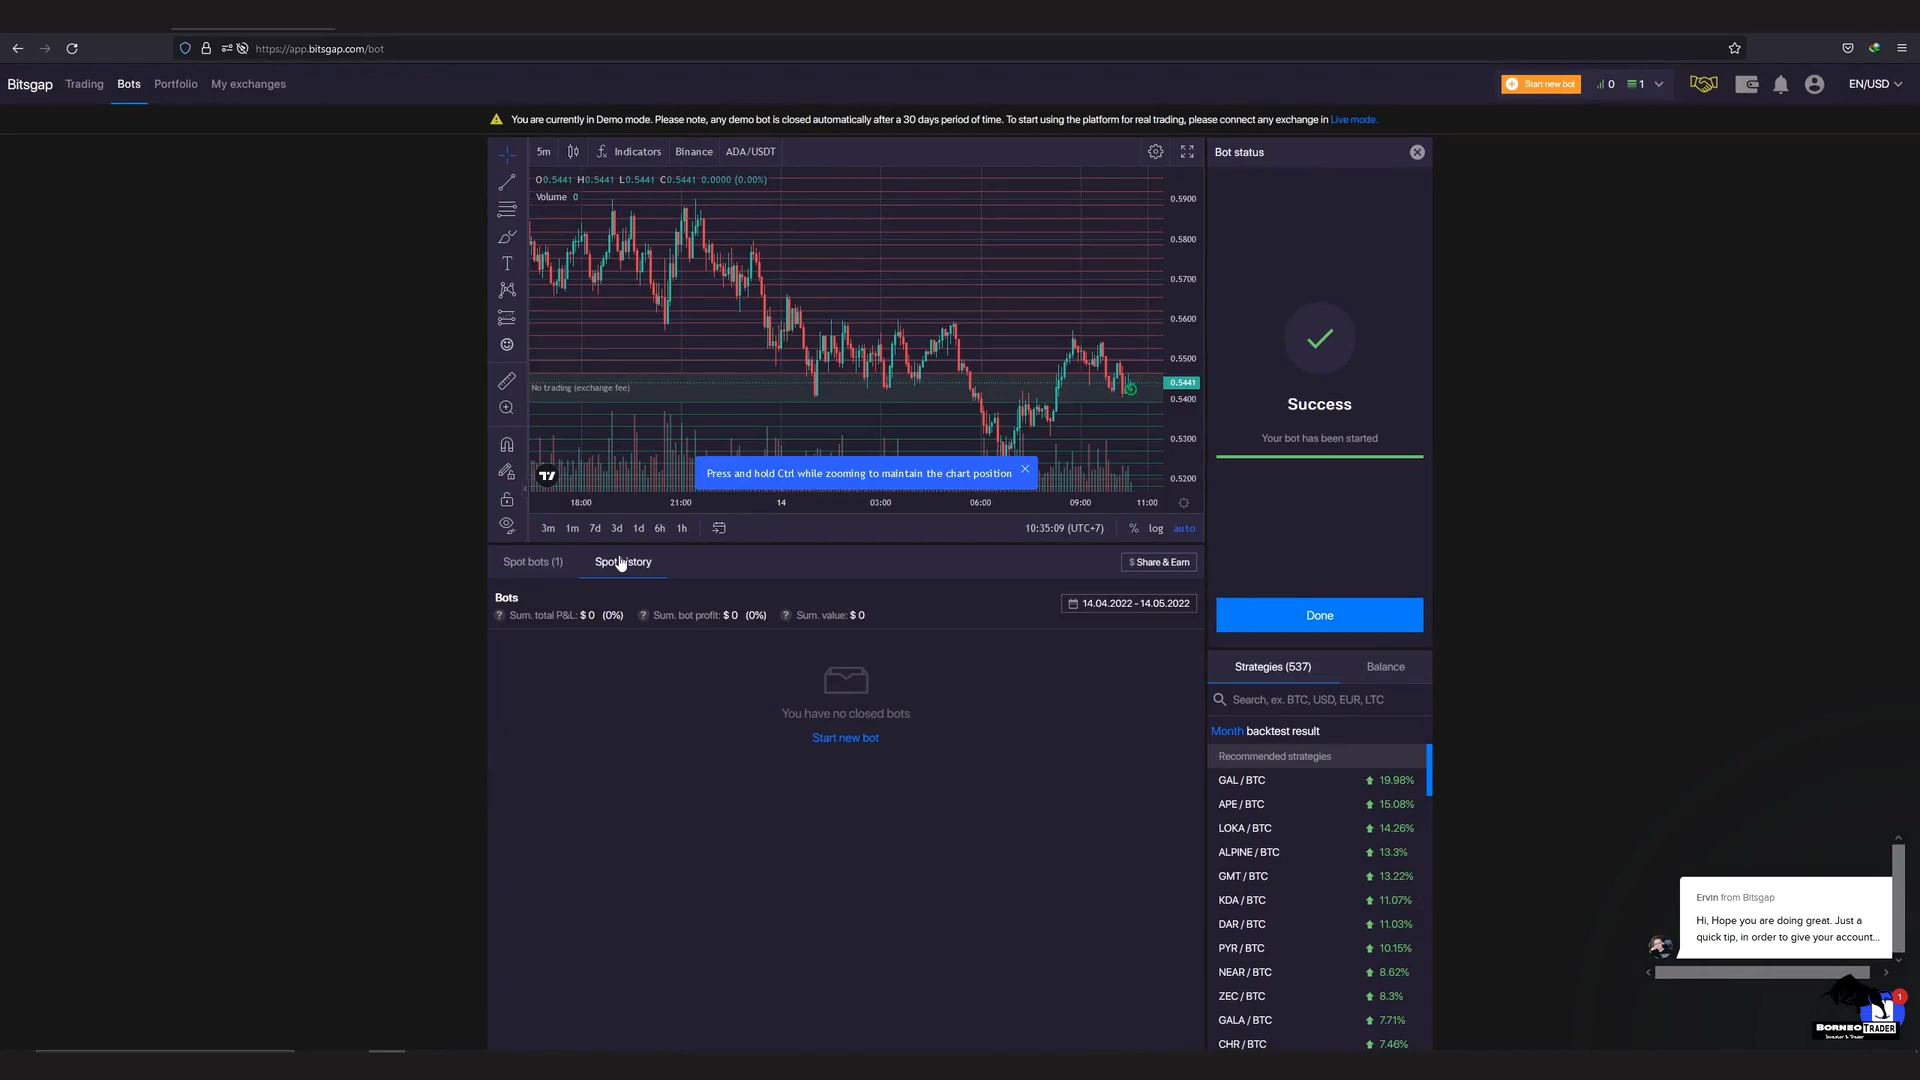 https://app.bitsgap.com/bot
Bitsgap Trading Bots Portfolio My exchanges
Start new bot 0 1 EN/USD
You are currently in Demo mode. Please note, any demo bot is closed automatically after a 30 days period of time. To start using the platform for real trading, please connect any exchange in Live mode.
5m Indicators Binance ADA/USDT
O0.5441 H0.5441 L0.5441 C0.5441 0.0000 (0.00%)
Volume 0
0.5900
0.5800
0.5700
0.5600
0.5500
0.5441
No trading (exchange fee)
0.5400
0.5300
0.5200
Press and hold Ctrl while zooming to maintain the chart position
18:00 21:00 14 03:00 06:00 09:00 11:00
3m 1m 7d 3d 1d 6h 1h 10:35:09 (UTC+7) % log auto
Spot bots (1) Spot history $ Share & Earn
Bots
Sum. total P&L: $ 0 (0%) ? Sum. bot profit: $ 0 (0%) ? Sum. value: $ 0
14.04.2022 - 14.05.2022
You have no closed bots
Start new bot
Bot status
Success
Your bot has been started
Done
Strategies (537) Balance
Search, ex. BTC, USD, EUR, LTC
Month backtest result
Recommended strategies
GAL / BTC 19.98%
APE / BTC 15.08%
LOKA / BTC 14.26%
ALPINE / BTC 13.3%
GMT / BTC 13.22%
KDA / BTC 11.07%
DAR / BTC 11.03%
PYR / BTC 10.15%
NEAR / BTC 8.62%
ZEC / BTC 8.3%
GALA / BTC 7.71%
CHR / BTC 7.46%
Ervin from Bitsgap
Hi, Hope you are doing great. Just a
quick tip, in order to give your account...
1
BORNEO TRADER
Investor & Trader